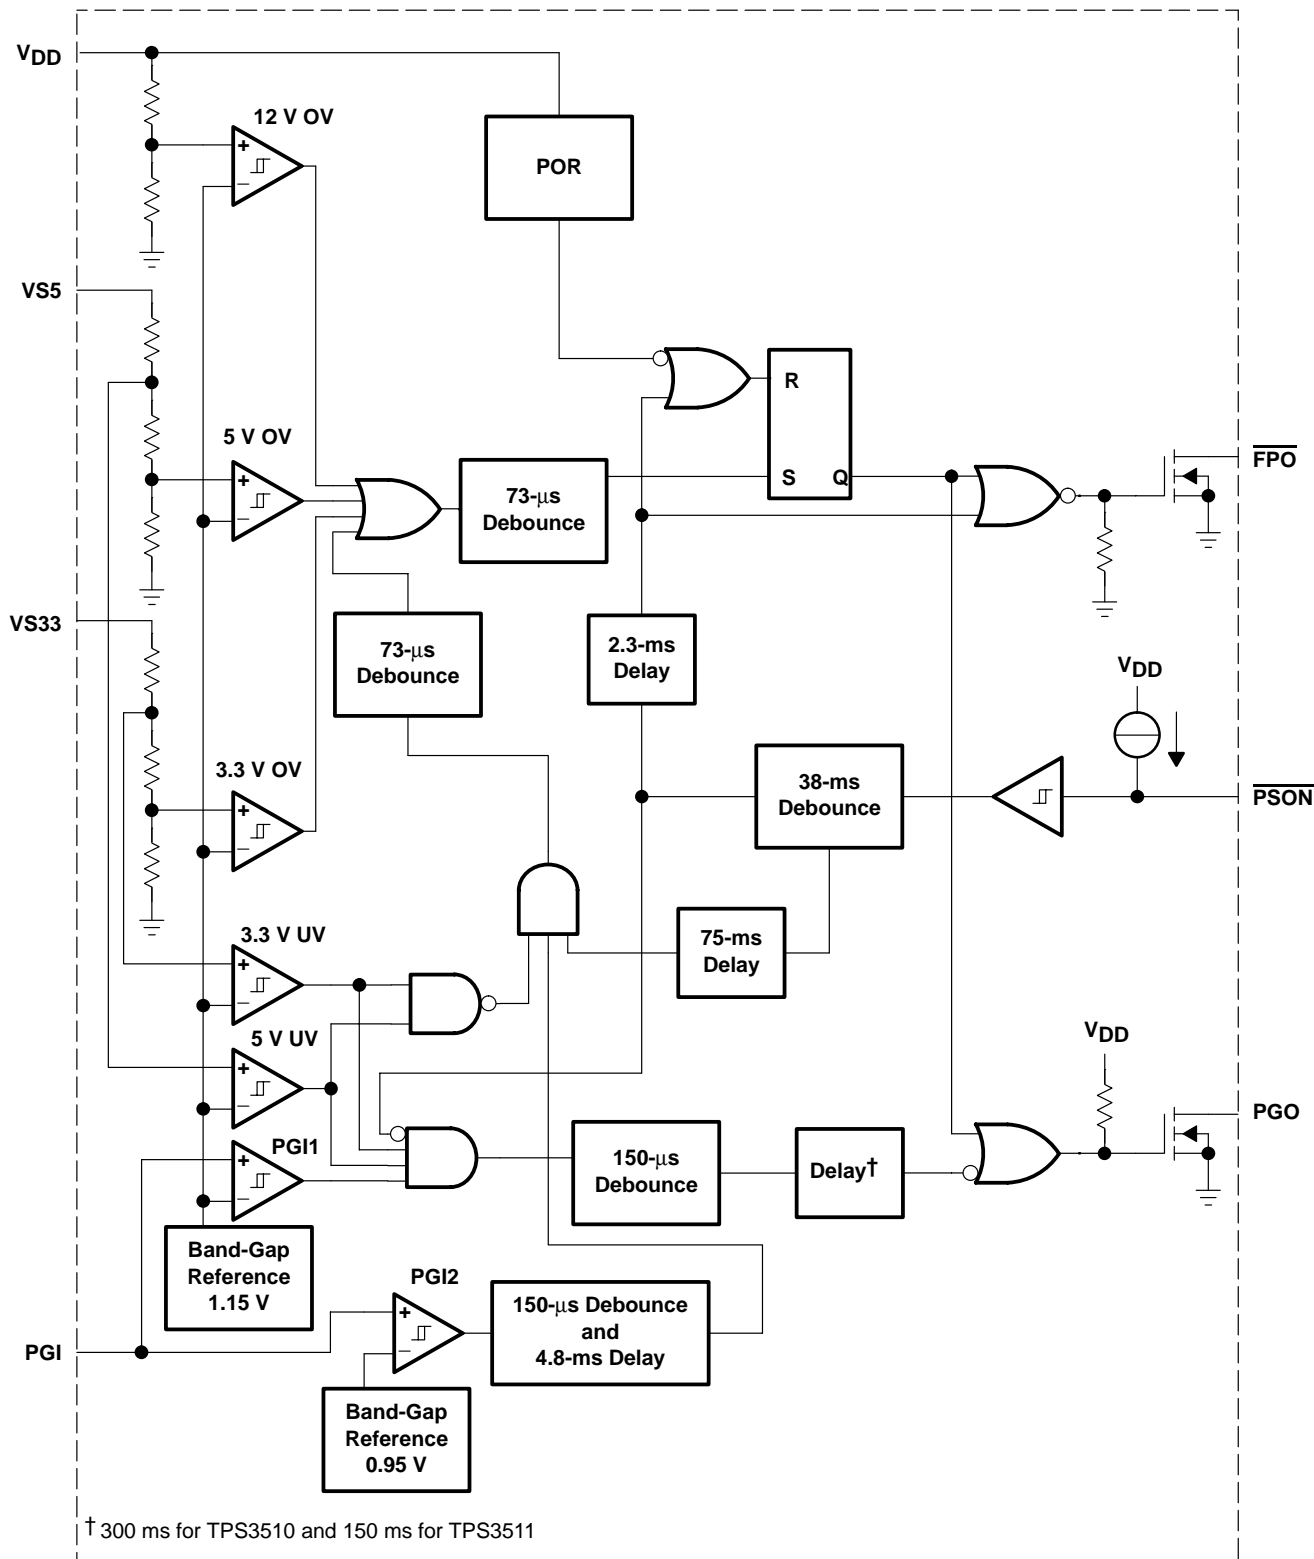 VDD
12 V OV
+
−
POR
VS5
5 V OV
+
−
R
S
Q
FPO
73-μs
Debounce
VS33
73-μs
Debounce
2.3-ms
Delay
VDD
3.3 V OV
+
−
38-ms
Debounce
PSON
75-ms
Delay
3.3 V UV
+
−
5 V UV
+
−
VDD
PGO
PGI1
+
−
150-μs
Debounce
Delay†
Band-Gap
Reference
1.15 V
PGI2
+
−
150-μs Debounce
and
4.8-ms Delay
PGI
Band-Gap
Reference
0.95 V
† 300 ms for TPS3510 and 150 ms for TPS3511